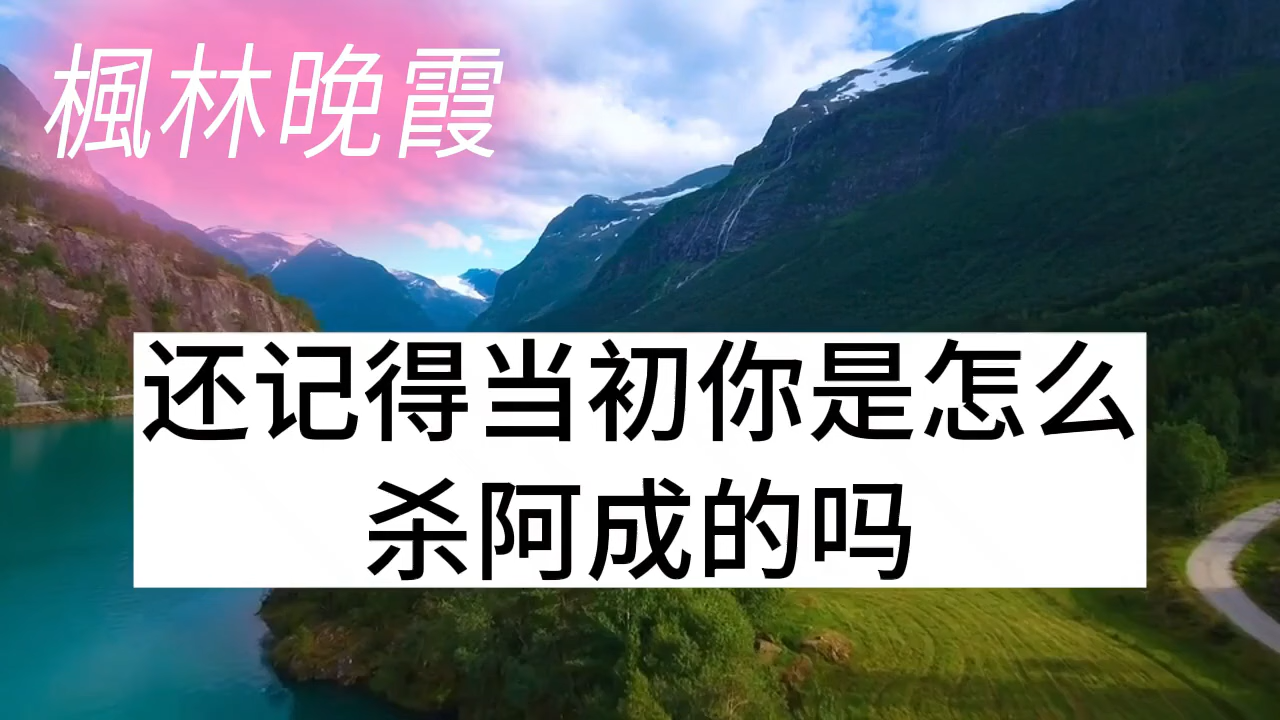 楓林晚霞
还记得当初你是怎么
杀阿成的吗